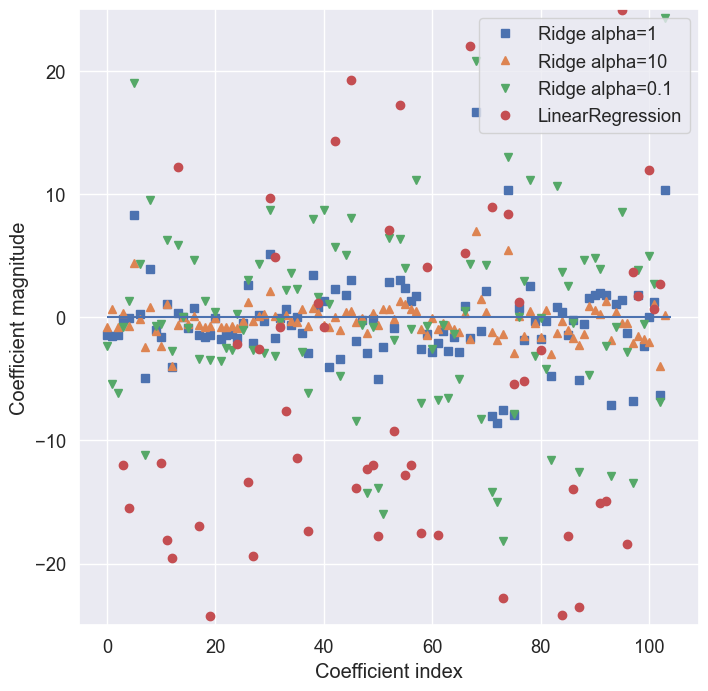 Ridge alpha=1
Ridge alpha=10
Ridge alpha=0.1
LinearRegression
20
10
0
−10
−20
Coefficient magnitude
0 20 40 60 80 100
Coefficient index